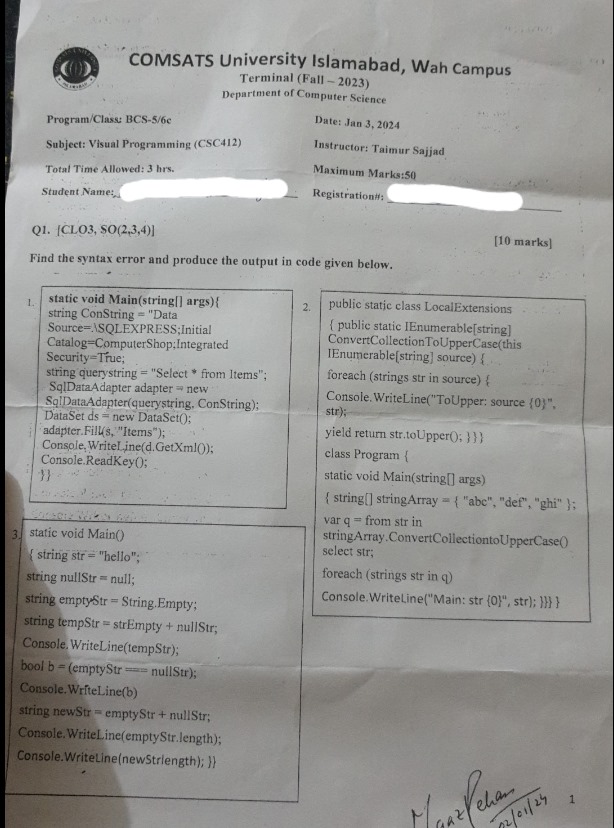 COMSATS University Islamabad, Wah Campus
Terminal (Fall – 2023)
Department of Computer Science
Program/Class: BCS-5/6c
Date: Jan 3, 2024
Subject: Visual Programming (CSC412)
Instructor: Taimur Sajjad
Total Time Allowed: 3 hrs.
Maximum Marks:50
Student Name:
Registration#:
Q1. [CLO3, SO(2,3,4)]
[10 marks]
Find the syntax error and produce the output in code given below.
1.
static void Main(string[] args){
string ConString = "Data
Source=.\SQLEXPRESS;Initial
Catalog=ComputerShop;Integrated
Security=True;
string querystring = "Select * from Items";
SqlDataAdapter adapter = new
SqlDataAdapter(querystring, ConString);
DataSet ds = new DataSet();
adapter.Fill(s, "Items");
Console.WriteLine(d.GetXml());
Console.ReadKey();
}}
2.
public static class LocalExtensions
{ public static IEnumerable[string]
ConvertCollectionToUpperCase(this
IEnumerable[string] source) {
foreach (strings str in source) {
Console.WriteLine("ToUpper: source {0}",
str);
yield return str.toUpper(); }}}
class Program {
static void Main(string[] args)
{ string[] stringArray = { "abc", "def", "ghi" };
var q = from str in
stringArray.ConvertCollectiontoUpperCase()
select str;
foreach (strings str in q)
Console.WriteLine("Main: str {0}", str); }}} }
3.
static void Main()
{ string str = "hello";
string nullStr = null;
string emptyStr = String.Empty;
string tempStr = strEmpty + nullStr;
Console.WriteLine(tempStr);
bool b = (emptyStr === nullStr);
Console.WriteLine(b)
string newStr = emptyStr + nullStr;
Console.WriteLine(emptyStr.length);
Console.WriteLine(newStrlength); }}
02/01/24
1